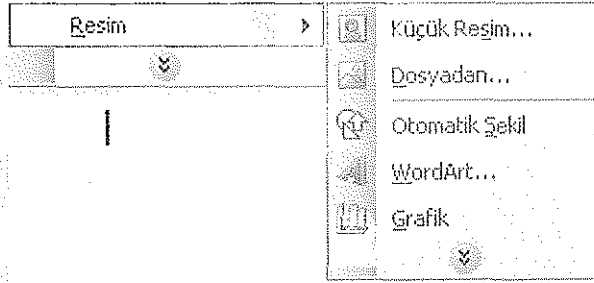 Resim
Küçük Resim...
Dosyadan...
Otomatik Şekil
WordArt...
Grafik